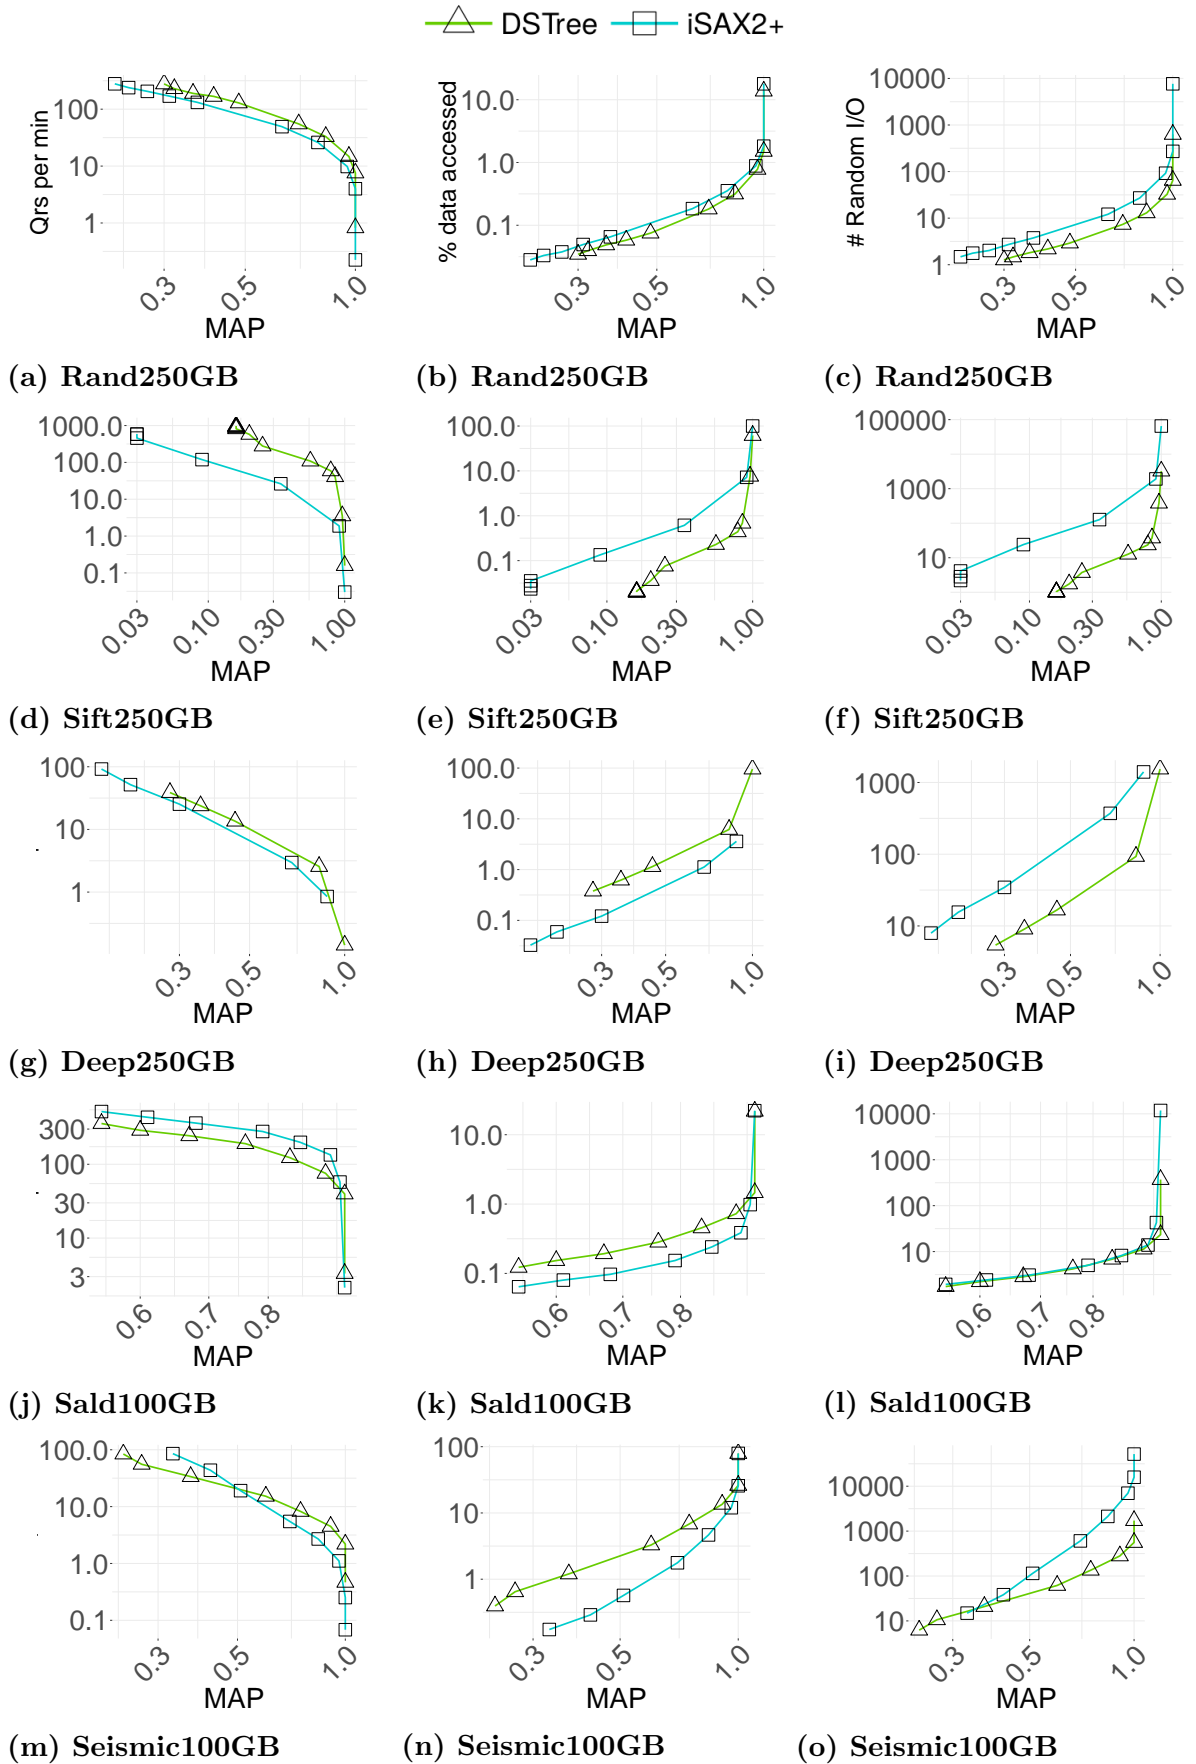 DSTree iSAX2+
Qrs per min
100
10
1
0.3 0.5 1.0
MAP
% data accessed
10.0
1.0
0.1
0.3 0.5 1.0
MAP
# Random I/O
10000
1000
100
10
1
0.3 0.5 1.0
MAP
(a) Rand250GB (b) Rand250GB (c) Rand250GB
1000.0
100.0
10.0
1.0
0.1
0.03 0.10 0.30 1.00
MAP
100.0
10.0
1.0
0.1
0.03 0.10 0.30 1.00
MAP
100000
1000
10
0.03 0.10 0.30 1.00
MAP
(d) Sift250GB (e) Sift250GB (f) Sift250GB
100
10
1
0.3 0.5 1.0
MAP
100.0
10.0
1.0
0.1
0.3 0.5 1.0
MAP
1000
100
10
0.3 0.5 1.0
MAP
(g) Deep250GB (h) Deep250GB (i) Deep250GB
300
100
30
10
3
0.6 0.7 0.8
MAP
10.0
1.0
0.1
0.6 0.7 0.8
MAP
10000
1000
100
10
0.6 0.7 0.8
MAP
(j) Sald100GB (k) Sald100GB (l) Sald100GB
100.0
10.0
1.0
0.1
0.3 0.5 1.0
MAP
100
10
1
0.3 0.5 1.0
MAP
10000
1000
100
10
0.3 0.5 1.0
MAP
(m) Seismic100GB (n) Seismic100GB (o) Seismic100GB